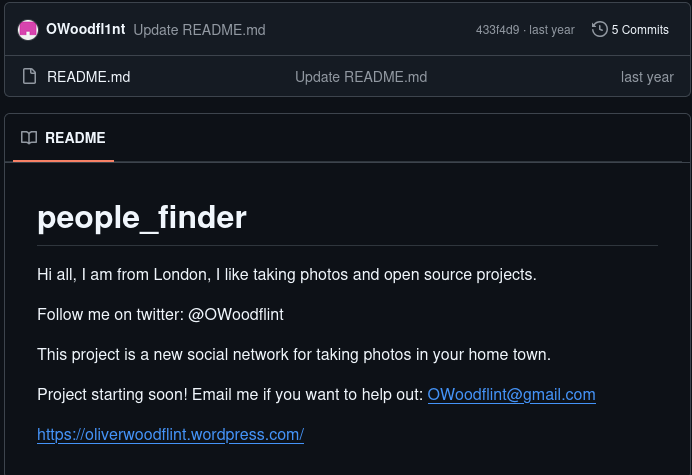 OWoodfl1nt Update README.md 433f4d9 · last year 5 Commits
README.md Update README.md last year
README
people_finder
Hi all, I am from London, I like taking photos and open source projects.
Follow me on twitter: @OWoodflint
This project is a new social network for taking photos in your home town.
Project starting soon! Email me if you want to help out: OWoodflint@gmail.com
https://oliverwoodflint.wordpress.com/